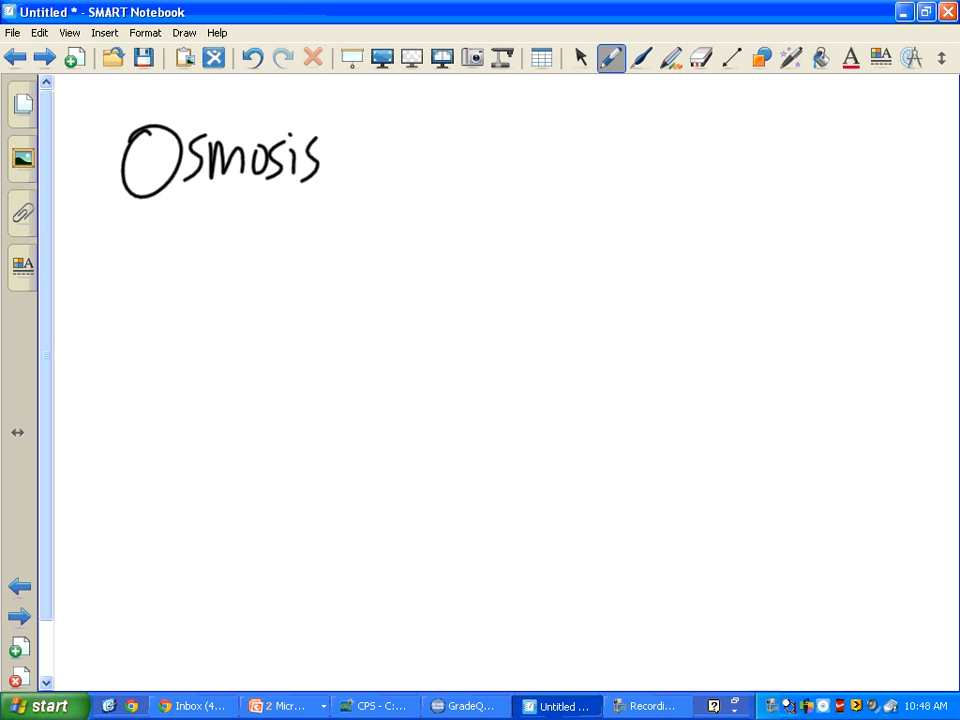 Untitled * - SMART Notebook
File Edit View Insert Format Draw Help
Osmosis
start Inbox (4... 2 Micr... CPS - C:... GradeQ... Untitled ... Recordi... 10:48 AM